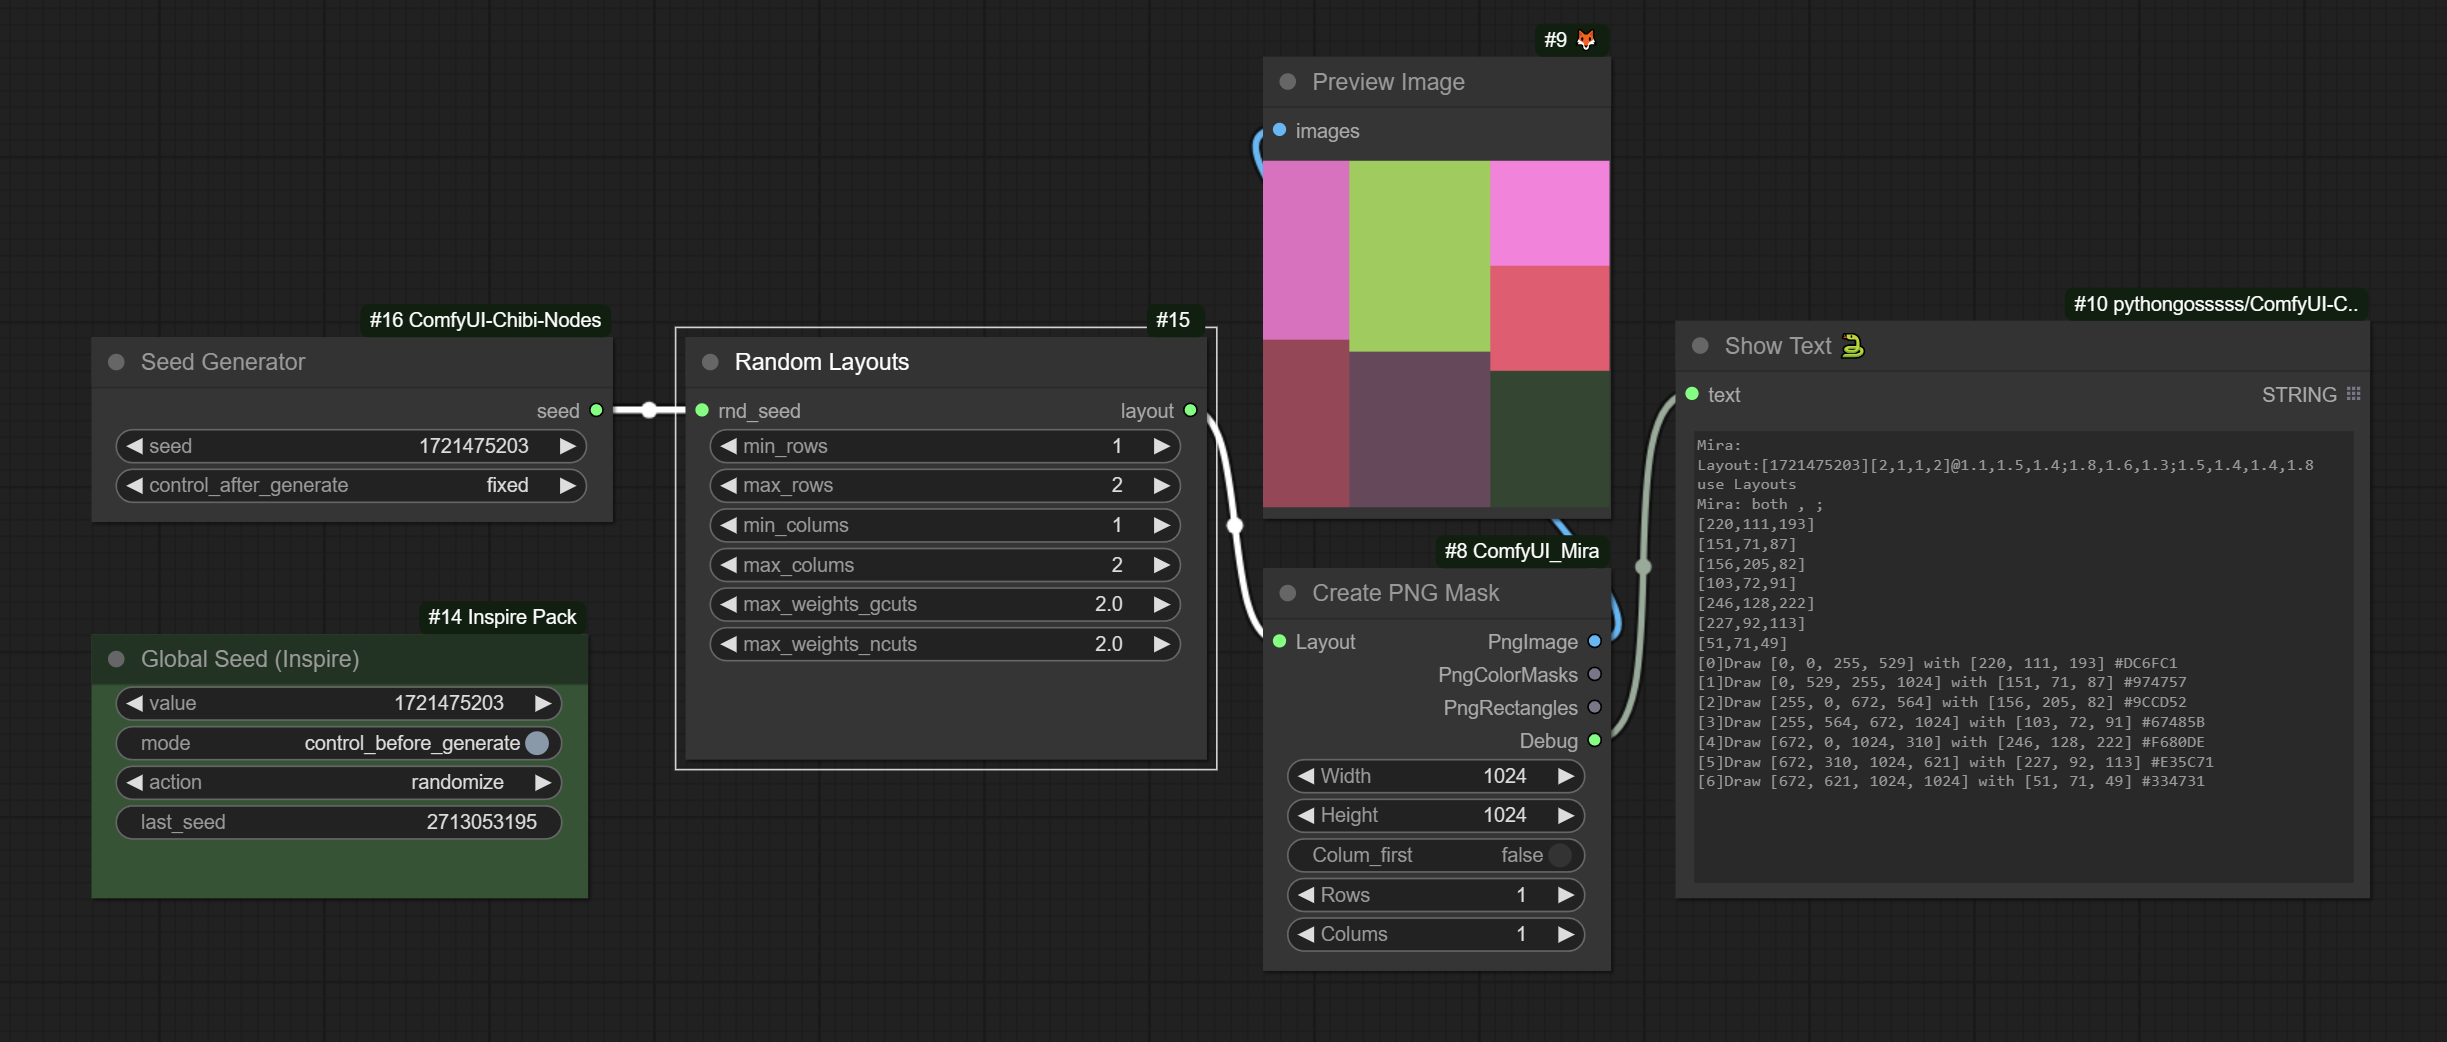 #16 ComfyUI-Chibi-Nodes
Seed Generator
seed
seed 1721475203
control_after_generate fixed
#14 Inspire Pack
Global Seed (Inspire)
value 1721475203
mode control_before_generate
action randomize
last_seed 2713053195
#15
Random Layouts
rnd_seed layout
min_rows 1
max_rows 2
min_colums 1
max_colums 2
max_weights_gcuts 2.0
max_weights_ncuts 2.0
#9
Preview Image
images
#8 ComfyUI_Mira
Create PNG Mask
Layout PngImage
PngColorMasks
PngRectangles
Debug
Width 1024
Height 1024
Colum_first false
Rows 1
Colums 1
#10 pythongosssss/ComfyUI-C..
Show Text
text STRING
Mira:
Layout:[1721475203][2,1,1,2]@1.1,1.5,1.4;1.8,1.6,1.3;1.5,1.4,1.4,1.8
use Layouts
Mira: both , ;
[220,111,193]
[151,71,87]
[156,205,82]
[103,72,91]
[246,128,222]
[227,92,113]
[51,71,49]
[0]Draw [0, 0, 255, 529] with [220, 111, 193] #DC6FC1
[1]Draw [0, 529, 255, 1024] with [151, 71, 87] #974757
[2]Draw [255, 0, 672, 564] with [156, 205, 82] #9CCD52
[3]Draw [255, 564, 672, 1024] with [103, 72, 91] #67485B
[4]Draw [672, 0, 1024, 310] with [246, 128, 222] #F680DE
[5]Draw [672, 310, 1024, 621] with [227, 92, 113] #E35C71
[6]Draw [672, 621, 1024, 1024] with [51, 71, 49] #334731